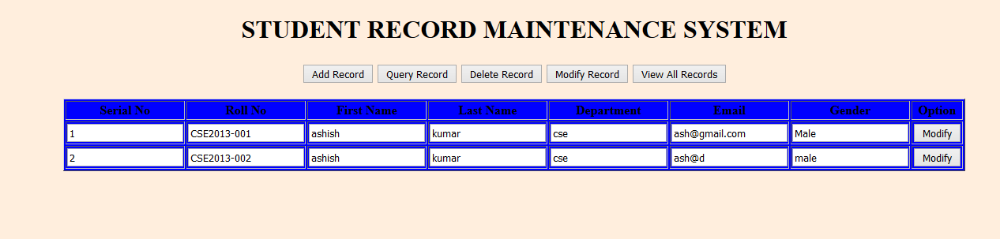 STUDENT RECORD MAINTENANCE SYSTEM
Add Record Query Record Delete Record Modify Record View All Records
Serial No Roll No First Name Last Name Department Email Gender Option
1 CSE2013-001 ashish kumar cse ash@gmail.com Male Modify
2 CSE2013-002 ashish kumar cse ash@d male Modify